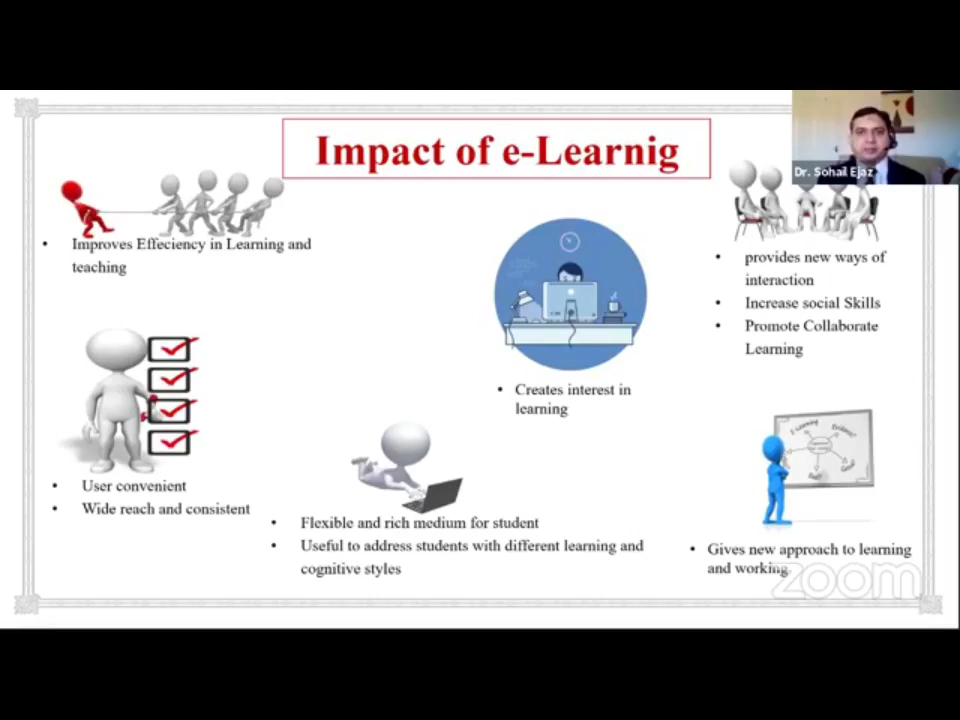 Impact of e-Learnig
Dr. Sohail Ejaz
• Improves Effeciency in Learning and
teaching
• provides new ways of
interaction
• Increase social Skills
• Promote Collaborate
Learning
• Creates interest in
learning
• User convenient
• Wide reach and consistent
• Flexible and rich medium for student
• Useful to address students with different learning and
cognitive styles
E-Learning
• Gives new approach to learning
and working.
zoom